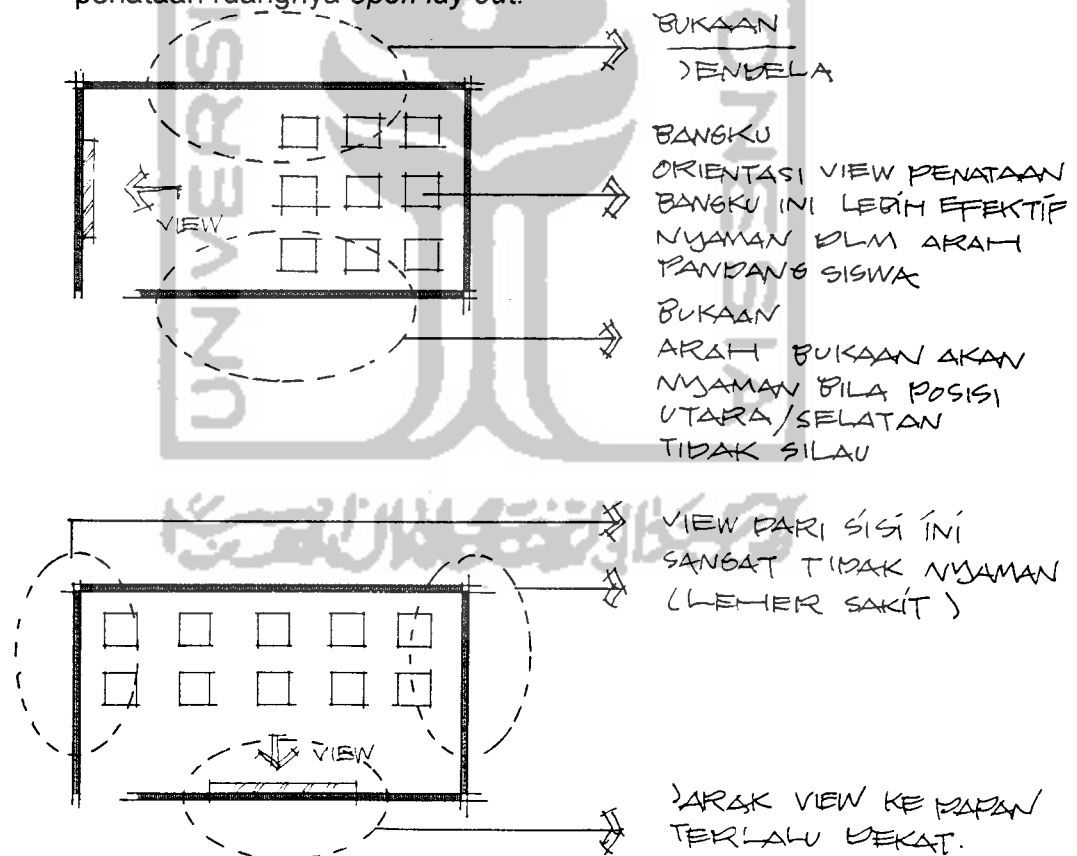 penataan ruangnya open lay-out.
BUKAAN
JENDELA
BANGKU
ORIENTASI VIEW PENATAAN
BANGKU INI LEBIH EFEKTIF
NYAMAN DLM ARAH
PANDANG SISWA
VIEW
BUKAAN
ARAH BUKAAN AKAN
NYAMAN BILA POSISI
UTARA/SELATAN
TIDAK SILAU
VIEW DARI SISI INI
SANGAT TIDAK NYAMAN
(LEHER SAKIT)
VIEW
JARAK VIEW KE PAPAN
TERLALU DEKAT.